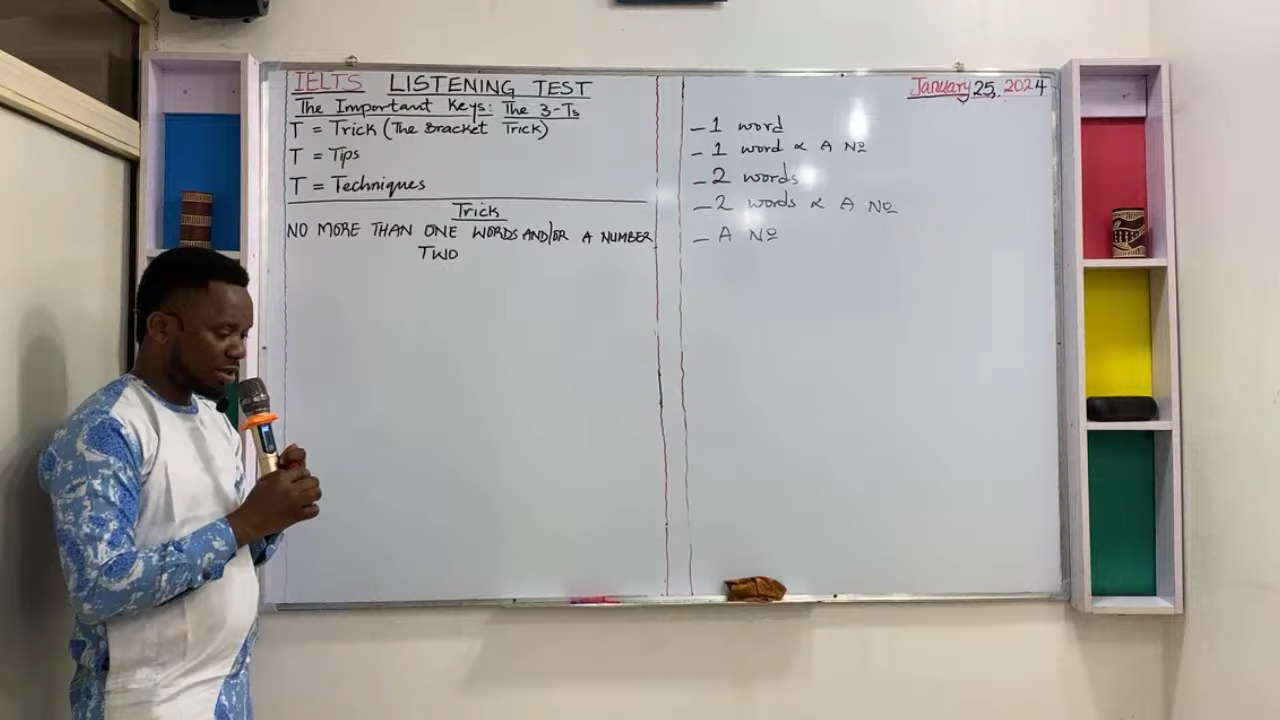 IELTS LISTENING TEST
The Important Keys: The 3-Ts
T = Trick (The Bracket Trick)
T = Tips
T = Techniques
Trick
NO MORE THAN ONE WORDS AND/OR A NUMBER
TWO
January 25, 2024
– 1 word
– 1 word & A Nº
– 2 words
– 2 words & A Nº
– A Nº